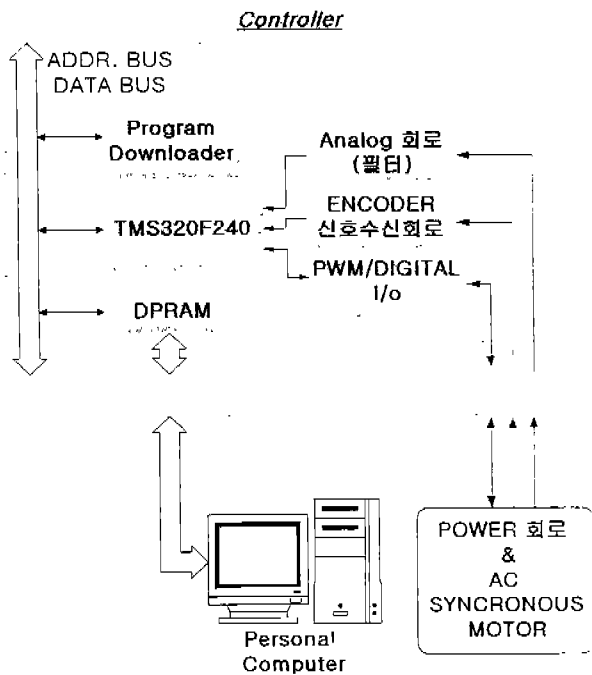 Controller
ADDR. BUS
DATA BUS
Program
Downloader
Analog 회로
(필터)
TMS320F240
ENCODER
신호수신회로
PWM/DIGITAL
I/o
DPRAM
POWER 회로
&
AC
SYNCRONOUS
MOTOR
Personal
Computer